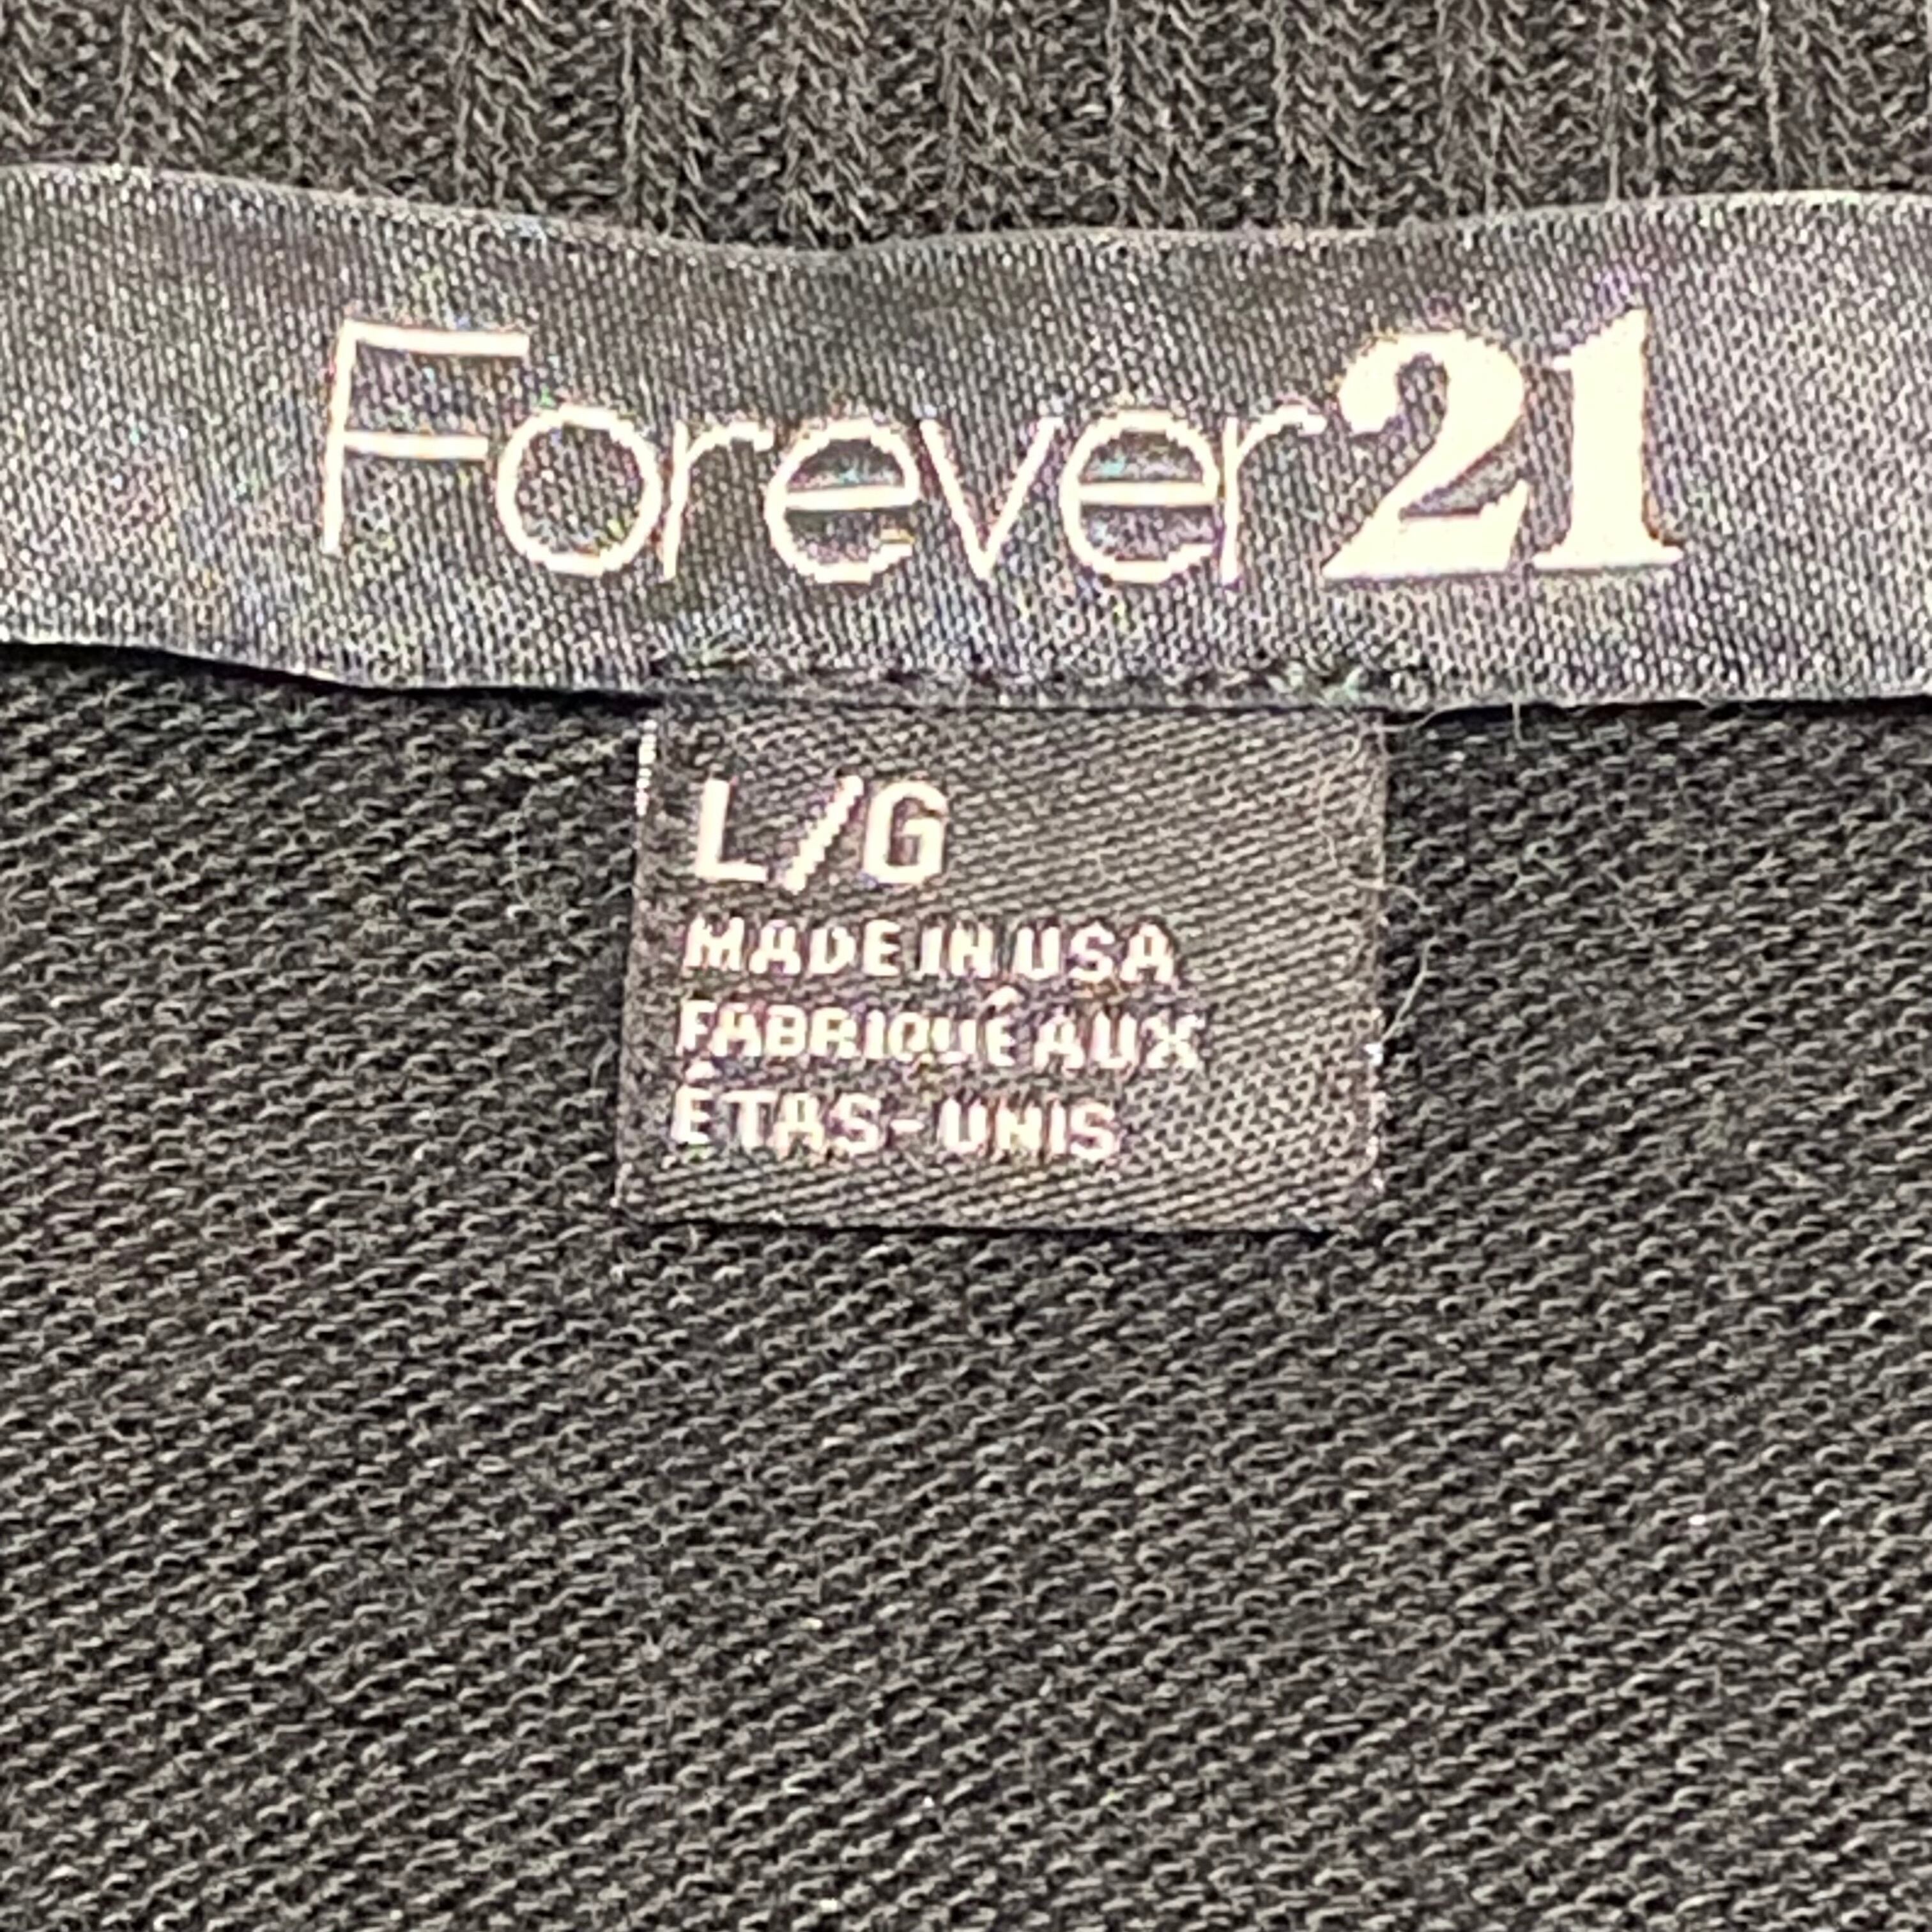 Forever21
L/G
MADE IN USA
FABRIQUÉ AUX
ÉTAS-UNIS